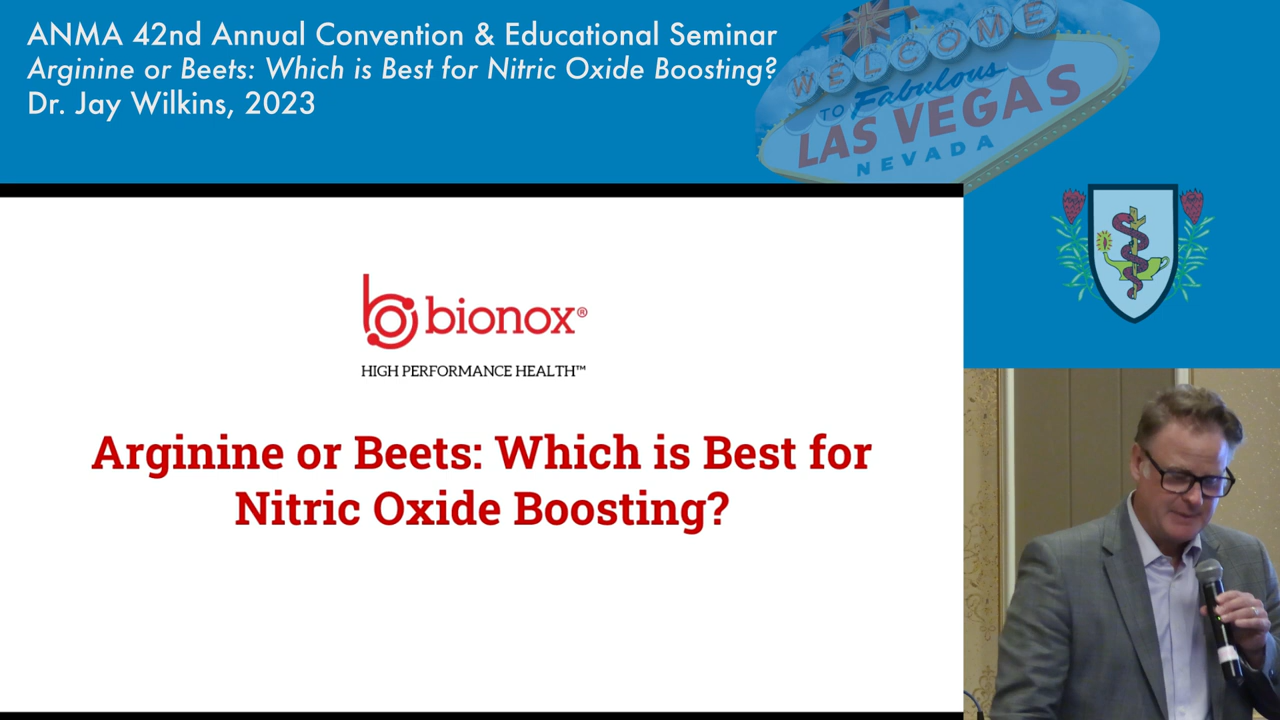 ANMA 42nd Annual Convention & Educational Seminar
Arginine or Beets: Which is Best for Nitric Oxide Boosting?
Dr. Jay Wilkins, 2023
WELCOME
TO Fabulous
LAS VEGAS
NEVADA
bionox®
HIGH PERFORMANCE HEALTH™
Arginine or Beets: Which is Best for
Nitric Oxide Boosting?